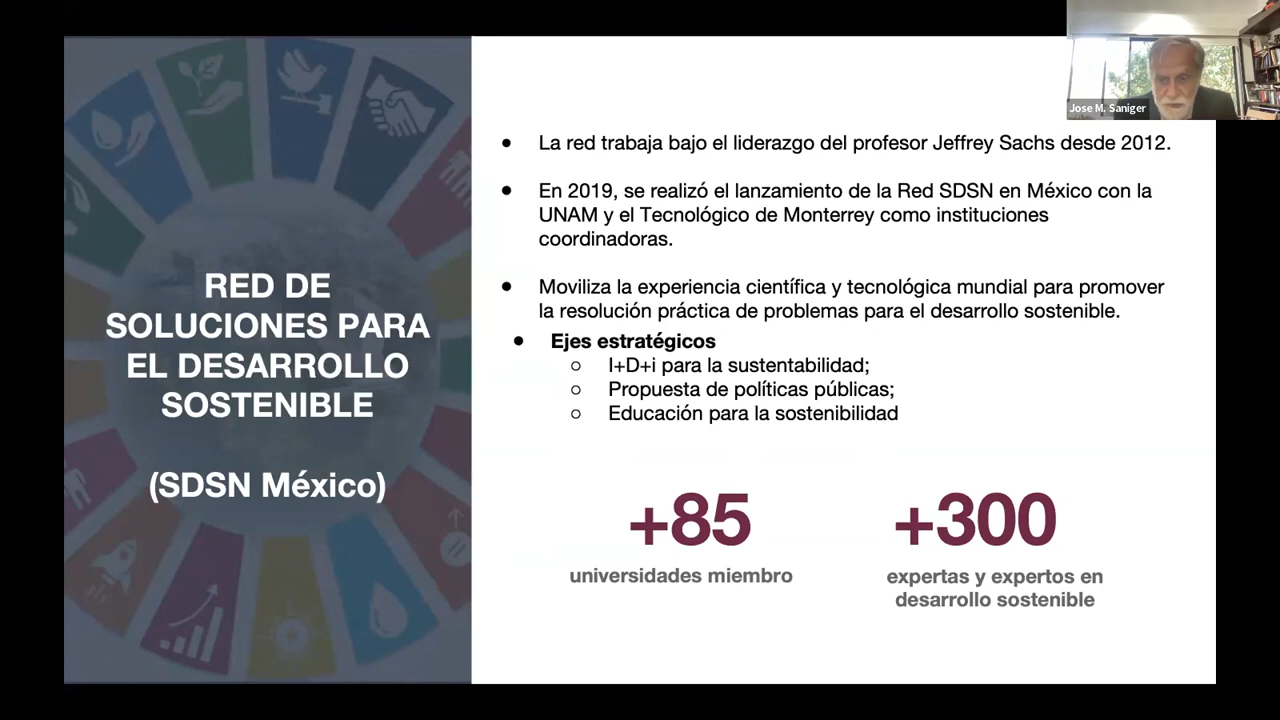 Jose M. Saniger
RED DE
SOLUCIONES PARA
EL DESARROLLO
SOSTENIBLE
(SDSN México)
● La red trabaja bajo el liderazgo del profesor Jeffrey Sachs desde 2012.
● En 2019, se realizó el lanzamiento de la Red SDSN en México con la
UNAM y el Tecnológico de Monterrey como instituciones
coordinadoras.
● Moviliza la experiencia científica y tecnológica mundial para promover
la resolución práctica de problemas para el desarrollo sostenible.
● Ejes estratégicos
○ I+D+i para la sustentabilidad;
○ Propuesta de políticas públicas;
○ Educación para la sostenibilidad
+85
universidades miembro
+300
expertas y expertos en
desarrollo sostenible